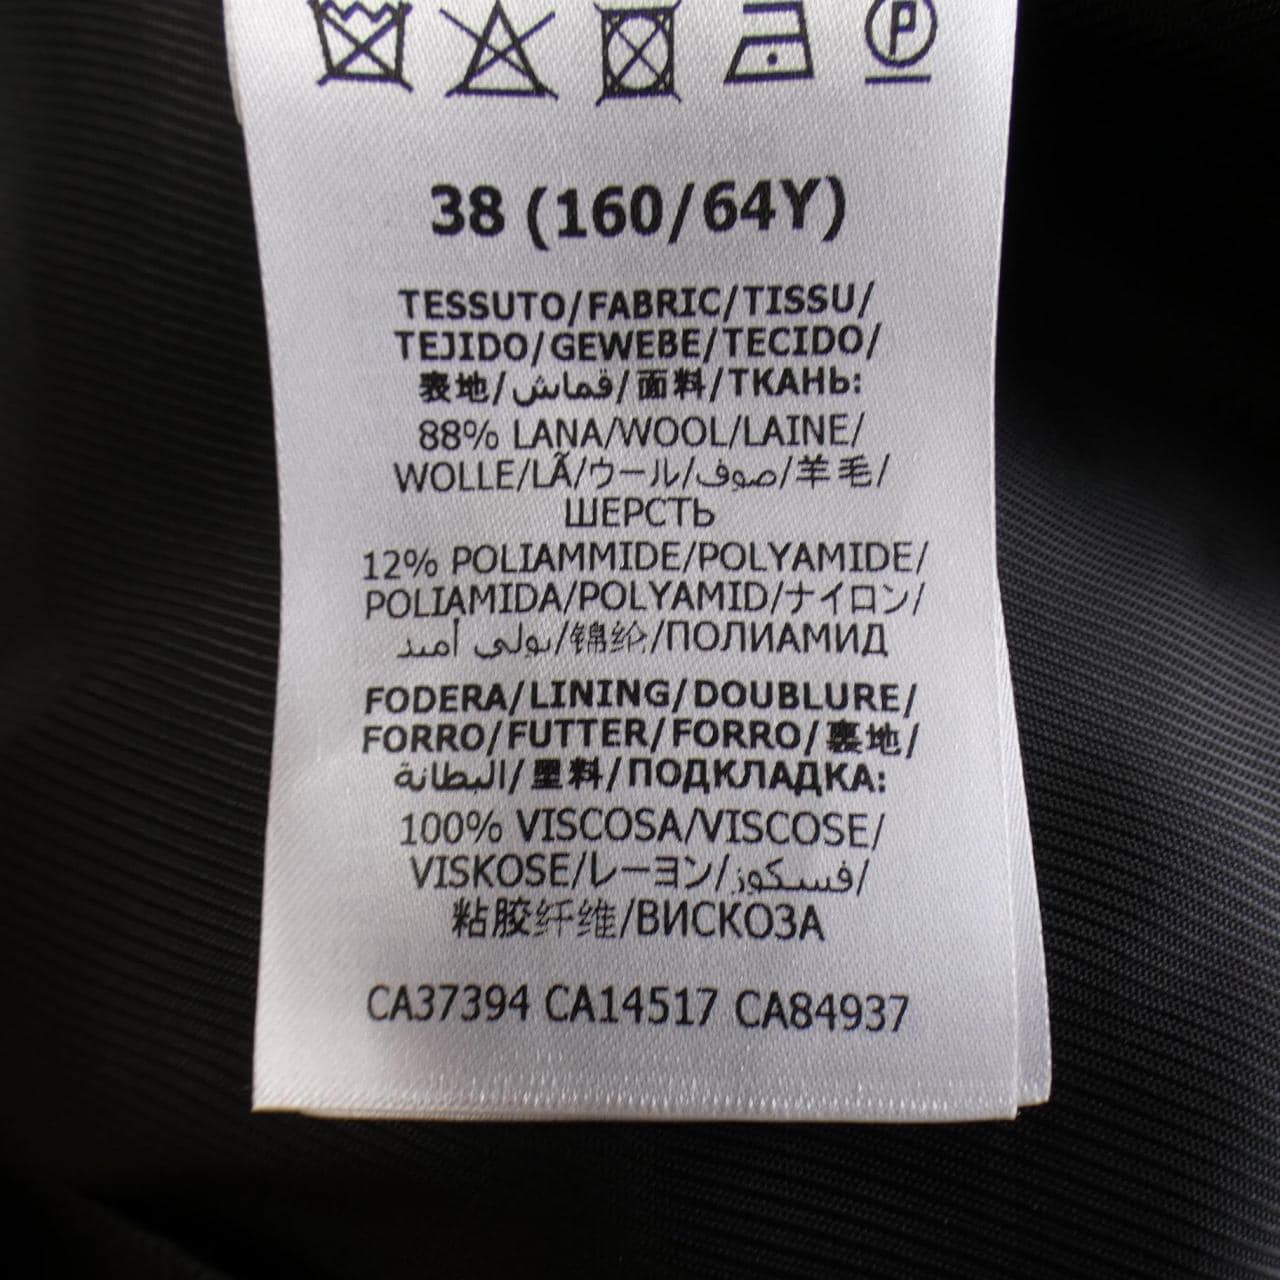 P
38 (160/64Y)
TESSUTO/FABRIC/TISSU/
TEJIDO/GEWEBE/TECIDO/
表地/قماش/面料/ТКАНЬ:
88% LANA/WOOL/LAINE/
WOLLE/LÃ/ウール/صوف/羊毛/
ШЕРСТЬ
12% POLIAMMIDE/POLYAMIDE/
POLIAMIDA/POLYAMID/ナイロン/
بولي أميد/锦纶/ПОЛИАМИД
FODERA/LINING/DOUBLURE/
FORRO/FUTTER/FORRO/裏地/
البطانة/里料/ПОДКЛАДКА:
100% VISCOSA/VISCOSE/
VISKOSE/レーヨン/فسكوز/
粘胶纤维/ВИСКОЗА
CA37394 CA14517 CA84937